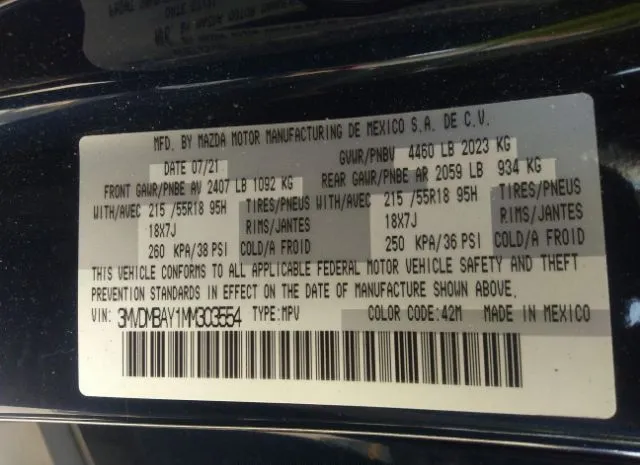 MFD. BY MAZDA MOTOR MANUFACTURING DE MEXICO S.A. DE C.V.
DATE 07/21 GVWR/PNBV 4460 LB 2023 KG
FRONT GAWR/PNBE AV 2407 LB 1092 KG REAR GAWR/PNBE AR 2059 LB 934 KG
WITH/AVEC 215 /55R18 95H TIRES/PNEUS WITH/AVEC 215 /55R18 95H TIRES/PNEUS
18X7J RIMS/JANTES 18X7J RIMS/JANTES
260 KPA/38 PSI COLD/A FROID 250 KPA/36 PSI COLD/A FROID
THIS VEHICLE CONFORMS TO ALL APPLICABLE FEDERAL MOTOR VEHICLE SAFETY AND THEFT
PREVENTION STANDARDS IN EFFECT ON THE DATE OF MANUFACTURE SHOWN ABOVE.
VIN: 3MVDMBAY1MM303554 TYPE:MPV COLOR CODE:42M MADE IN MEXICO